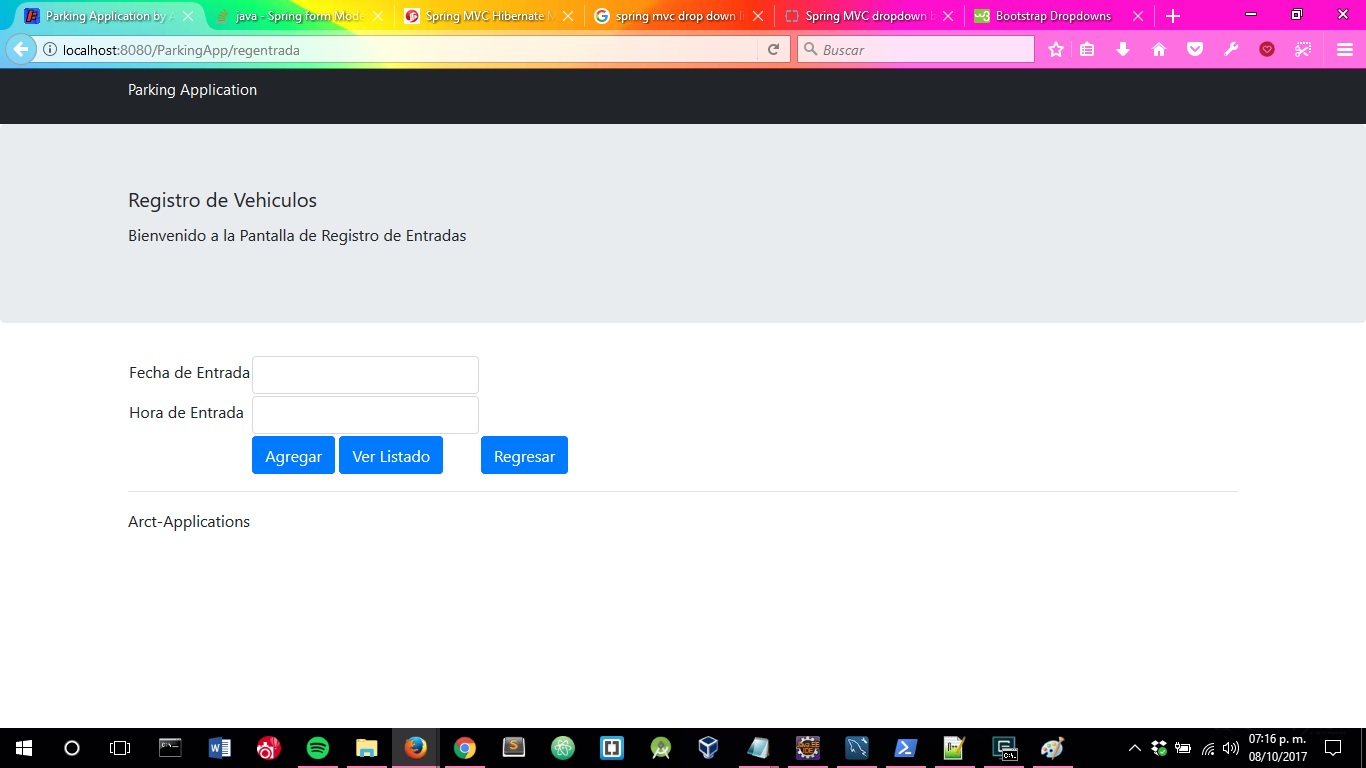 Parking Application by A
java - Spring form Mode
Spring MVC Hibernate M
spring mvc drop down li
Spring MVC dropdown b
Bootstrap Dropdowns
localhost:8080/ParkingApp/regentrada
Buscar
Parking Application
Registro de Vehiculos
Bienvenido a la Pantalla de Registro de Entradas
Fecha de Entrada
Hora de Entrada
Agregar
Ver Listado
Regresar
Arct-Applications
07:16 p. m.
08/10/2017